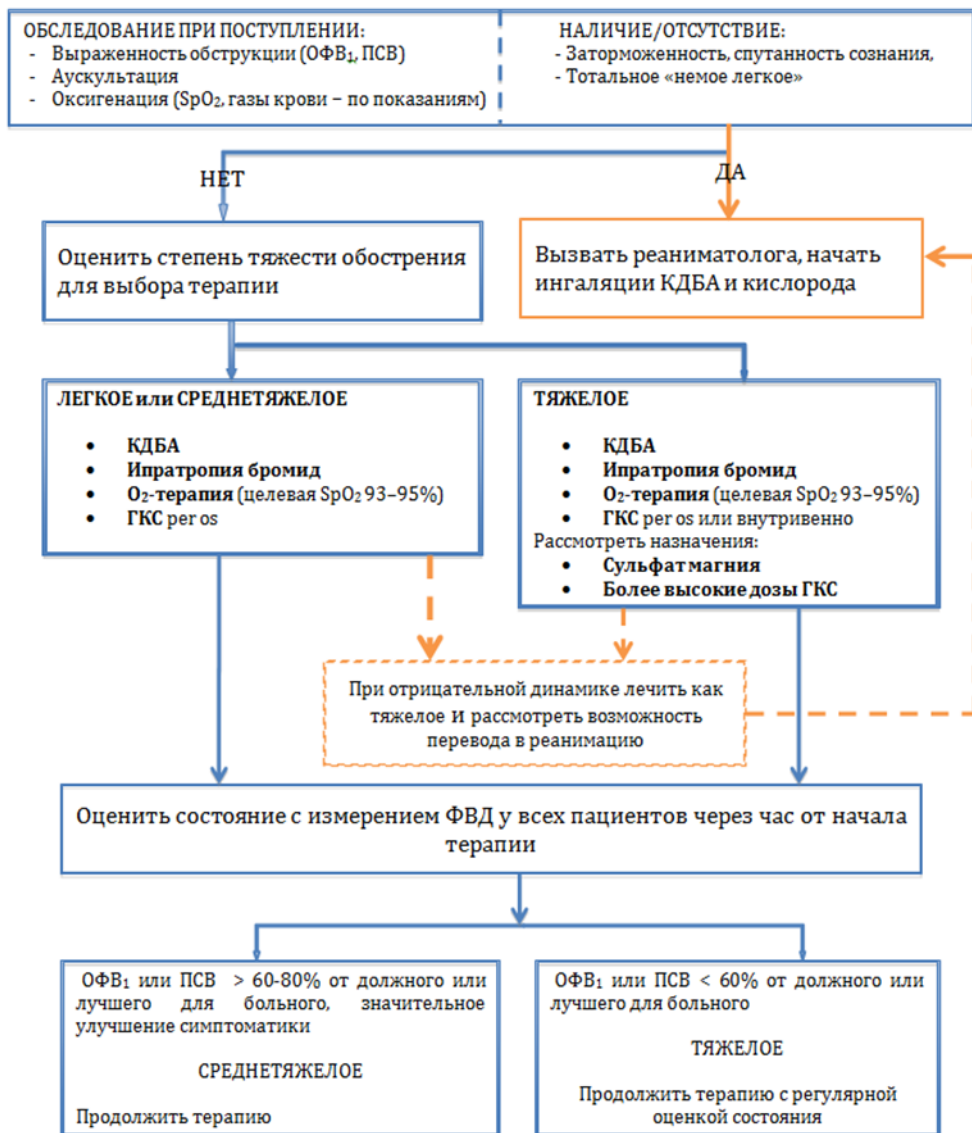 ОБСЛЕДОВАНИЕ ПРИ ПОСТУПЛЕНИИ:
- Выраженность обструкции (ОФВ₁, ПСВ)
- Аускультация
- Оксигенация (SpO₂, газы крови – по показаниям)
НАЛИЧИЕ/ОТСУТСТВИЕ:
- Заторможенность, спутанность сознания,
- Тотальное «немое легкое»
НЕТ
ДА
Оценить степень тяжести обострения
для выбора терапии
Вызвать реаниматолога, начать
ингаляции КДБА и кислорода
ЛЕГКОЕ или СРЕДНЕТЯЖЕЛОЕ
• КДБА
• Ипратропия бромид
• О₂-терапия (целевая SpO₂ 93–95%)
• ГКС per os
ТЯЖЕЛОЕ
• КДБА
• Ипратропия бромид
• О₂-терапия (целевая SpO₂ 93–95%)
• ГКС per os или внутривенно
Рассмотреть назначения:
• Сульфат магния
• Более высокие дозы ГКС
При отрицательной динамике лечить как
тяжелое и рассмотреть возможность
перевода в реанимацию
Оценить состояние с измерением ФВД у всех пациентов через час от начала
терапии
ОФВ₁ или ПСВ > 60-80% от должного или
лучшего для больного, значительное
улучшение симптоматики
СРЕДНЕТЯЖЕЛОЕ
Продолжить терапию
ОФВ₁ или ПСВ < 60% от должного или
лучшего для больного
ТЯЖЕЛОЕ
Продолжить терапию с регулярной
оценкой состояния